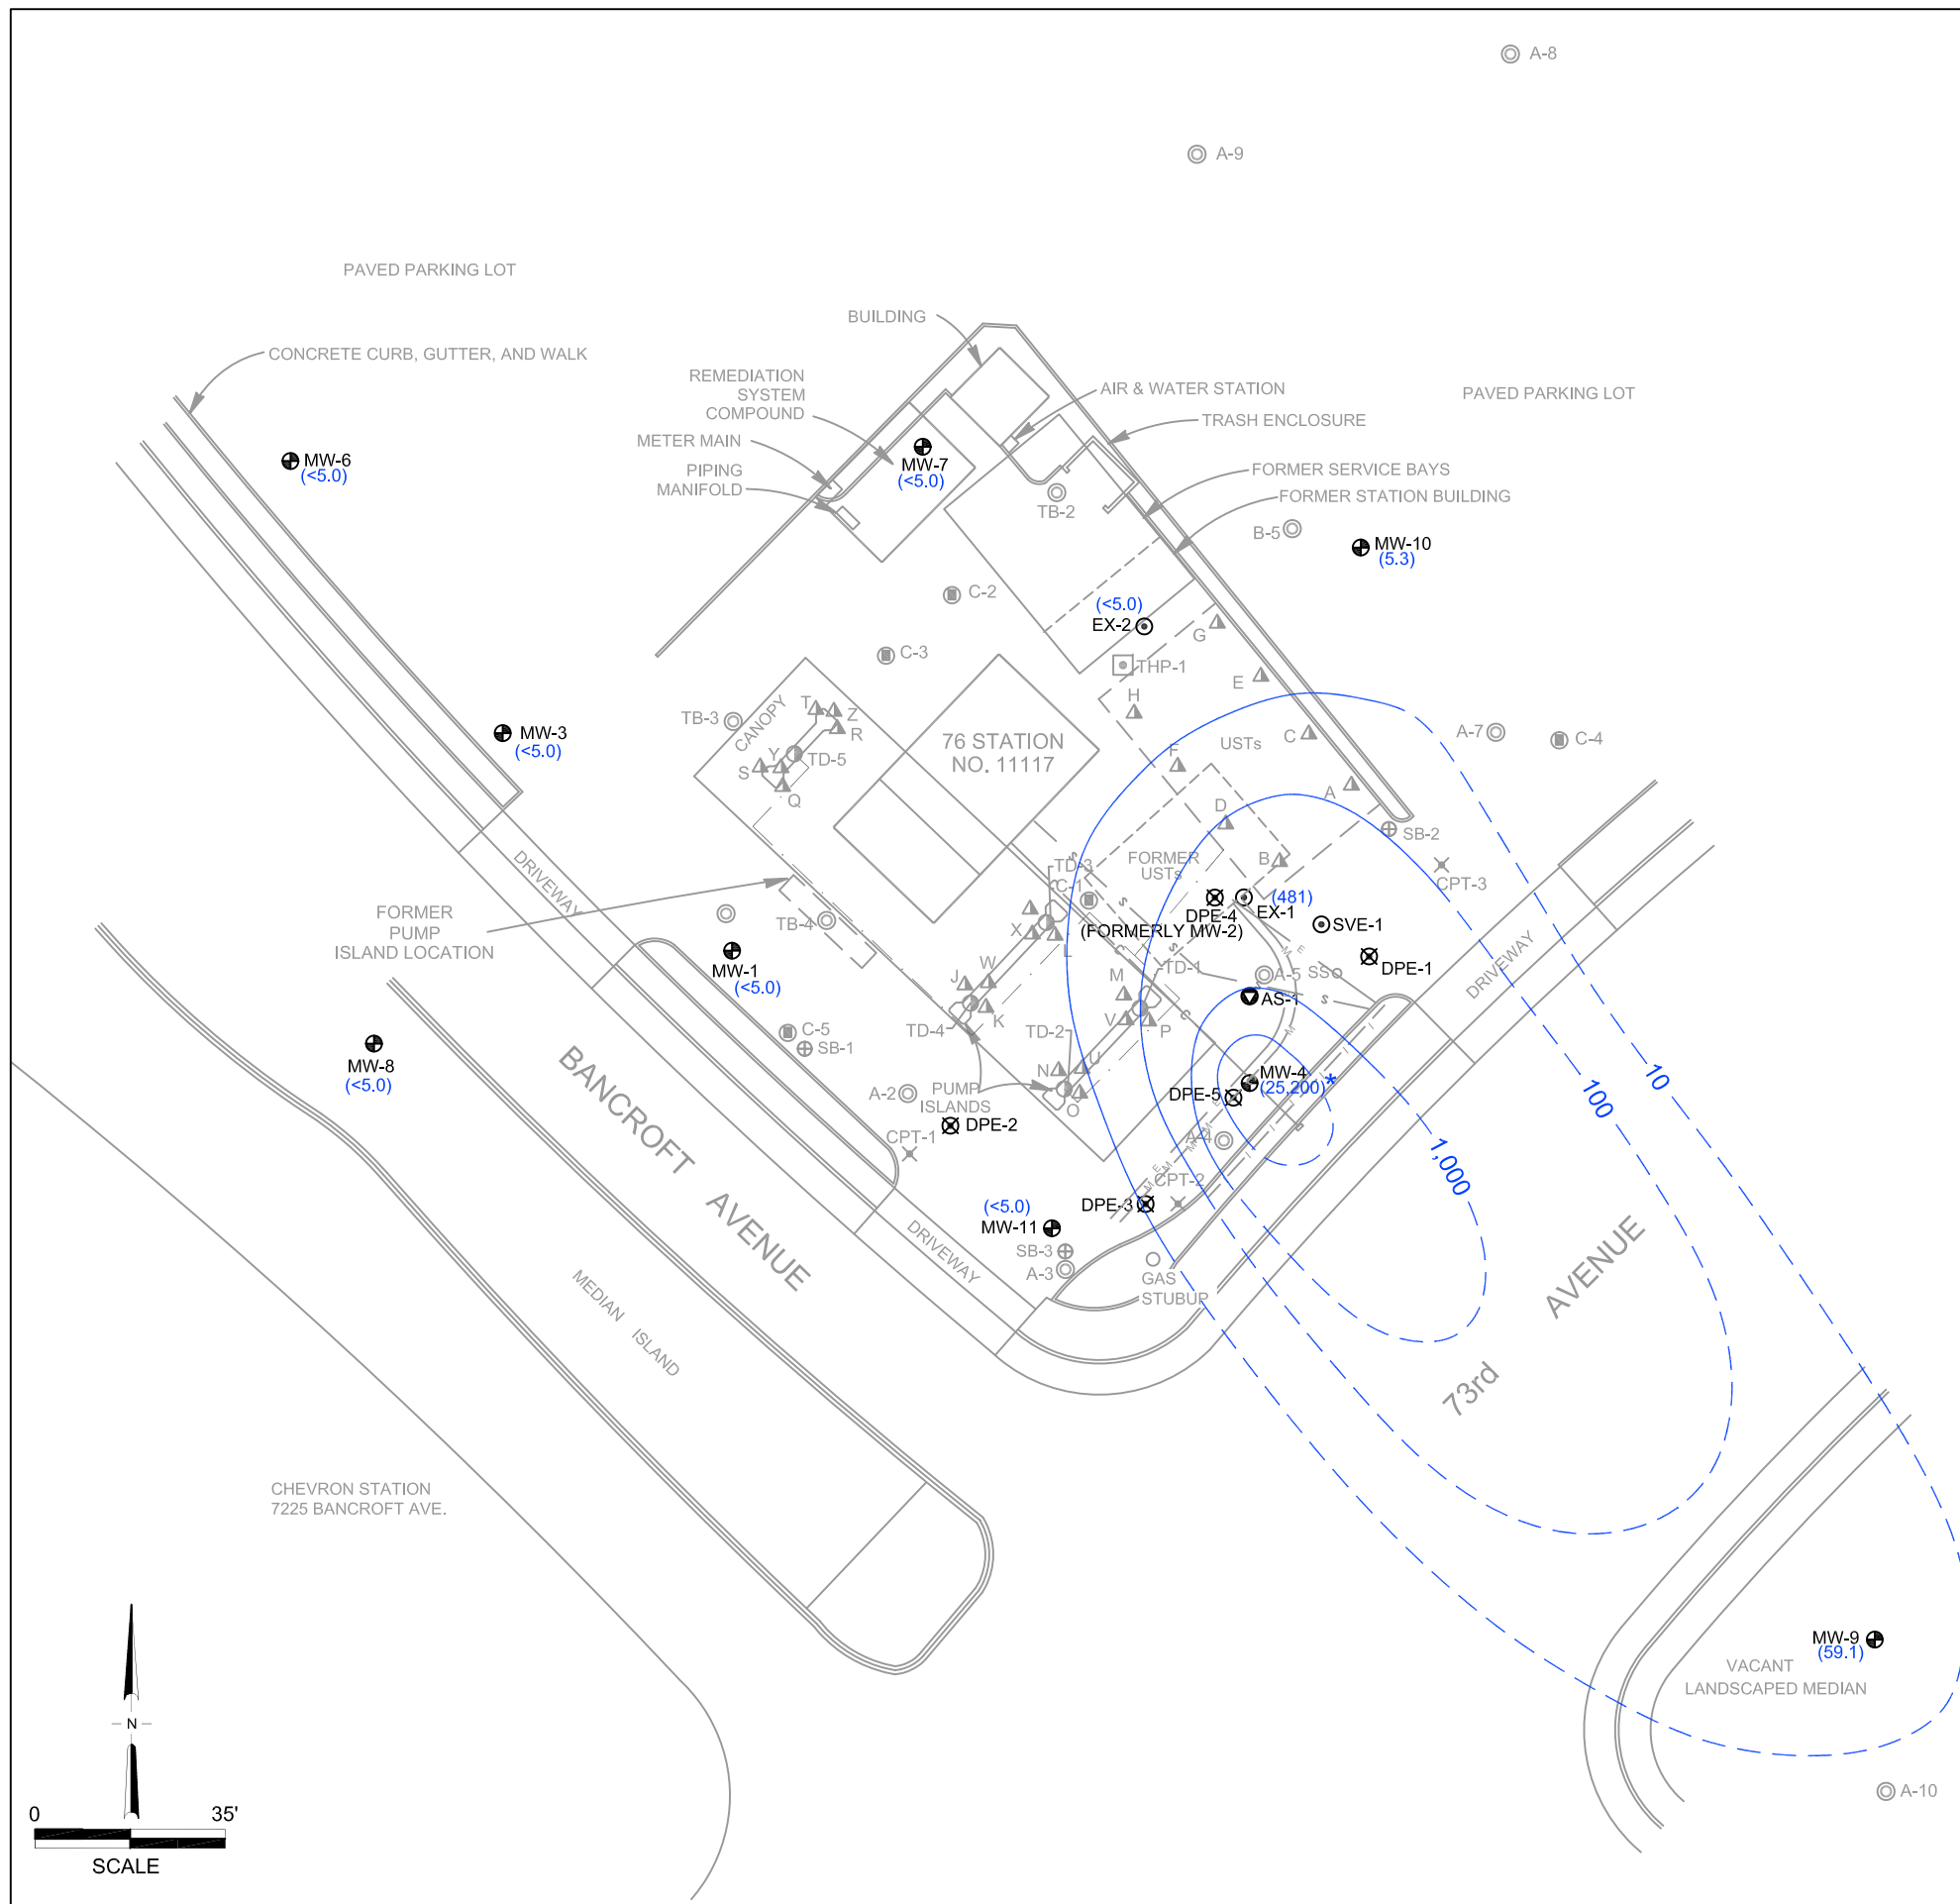 A-8
A-9
PAVED PARKING LOT
BUILDING
CONCRETE CURB, GUTTER, AND WALK
REMEDIATION
SYSTEM
COMPOUND
AIR & WATER STATION
PAVED PARKING LOT
TRASH ENCLOSURE
METER MAIN
MW-6
(<5.0)
MW-7
(<5.0)
PIPING
MANIFOLD
FORMER SERVICE BAYS
FORMER STATION BUILDING
TB-2
B-5
MW-10
(5.3)
C-2
(<5.0)
EX-2
G
C-3
THP-1
E
H
T
Z
R
TB-3
CANOPY
MW-3
(<5.0)
76 STATION
NO. 11117
USTs
C
A-7
C-4
Y
TD-5
S
Q
F
A
D
SB-2
S
FORMER
USTs
B
TD-3
C-1
CPT-3
DRIVEWAY
FORMER
PUMP
ISLAND LOCATION
TB-4
S
DPE-4
EX-1
(481)
(FORMERLY MW-2)
SVE-1
X
L
C
S
M
E
DRIVEWAY
MW-1
(<5.0)
DPE-1
J
W
M
TD-1
A-5
SSO
S
AS-1
K
V
P
C
M
TD-4
TD-2
C-5
SB-1
MW-8
(<5.0)
N
U
MW-4
(25,200)*
10
100
DPE-5
E
A-2
PUMP
ISLANDS
O
DPE-2
M
M
A-4
CPT-1
E
M
M
CPT-2
1,000
BANCROFT AVENUE
DPE-3
(<5.0)
MW-11
SB-3
A-3
DRIVEWAY
GAS
STUBUP
73rd AVENUE
MEDIAN ISLAND
CHEVRON STATION
7225 BANCROFT AVE.
MW-9
(59.1)
VACANT
LANDSCAPED MEDIAN
N
A-10
0 35'
SCALE